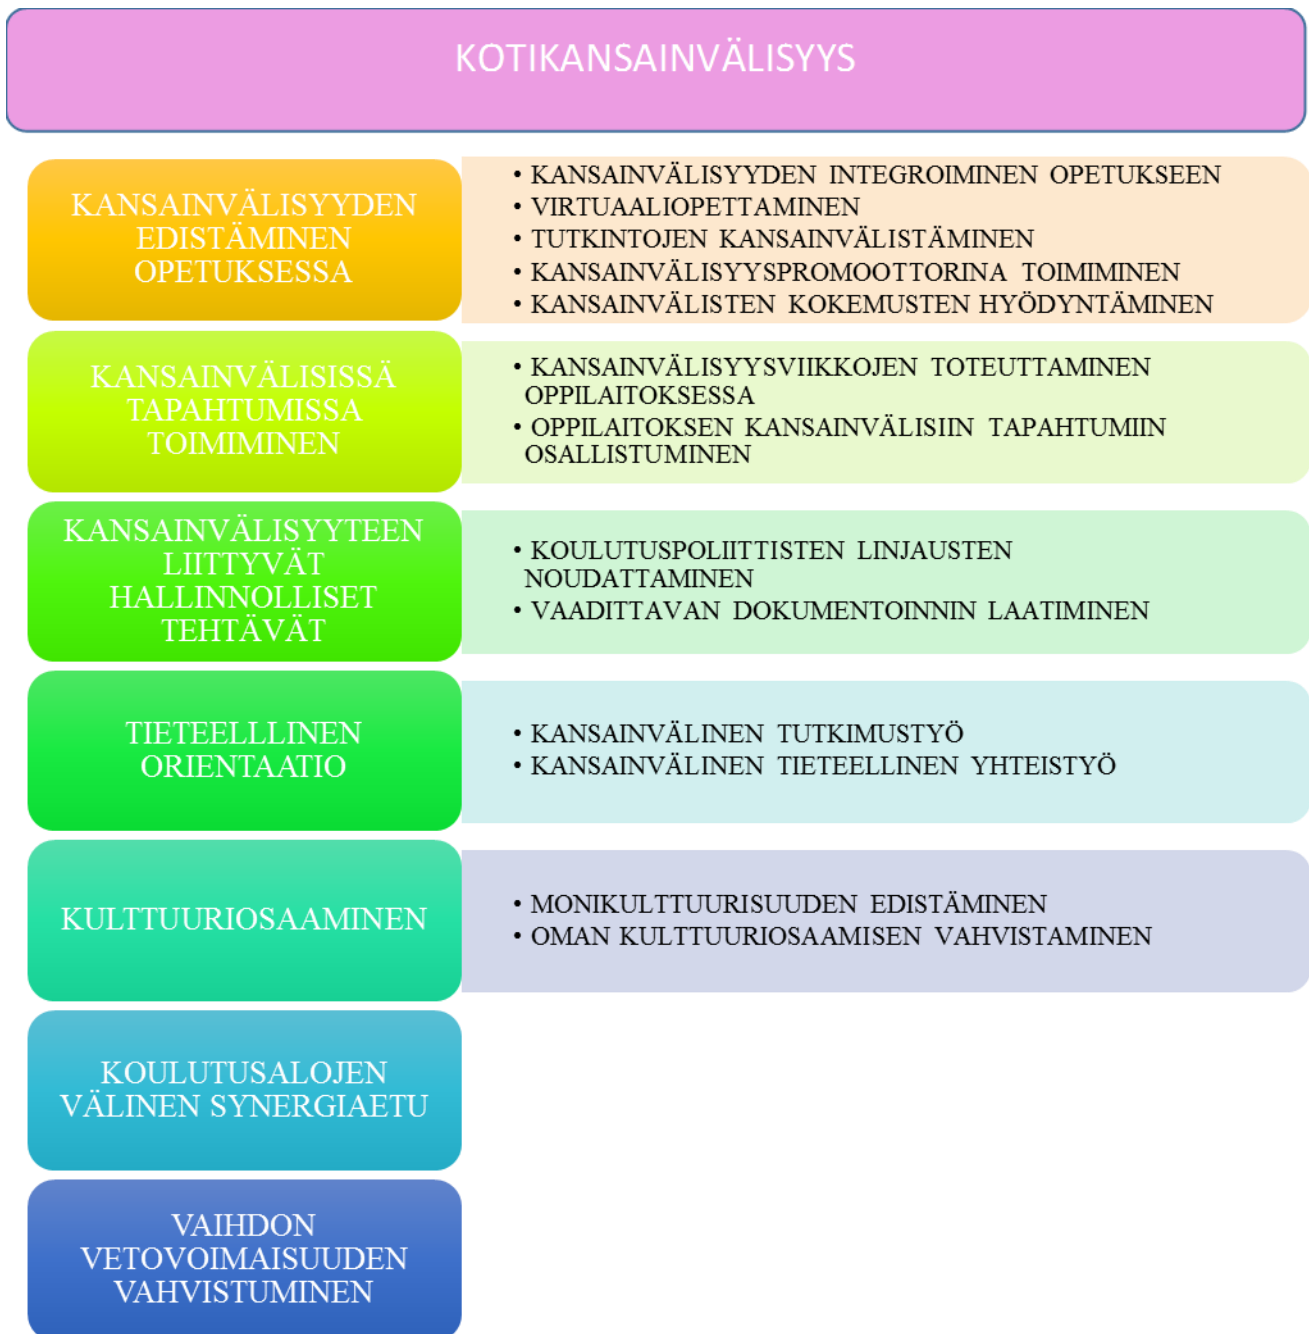 KOTIKANSAINVÄLISYYS
KANSAINVÄLISYYDEN
EDISTÄMINEN
OPETUKSESSA
• KANSAINVÄLISYYDEN INTEGROIMINEN OPETUKSEEN
• VIRTUAALIOPETTAMINEN
• TUTKINTOJEN KANSAINVÄLISTÄMINEN
• KANSAINVÄLISYYSPROMOOTTORINA TOIMIMINEN
• KANSAINVÄLISTEN KOKEMUSTEN HYÖDYNTÄMINEN
KANSAINVÄLISISSÄ
TAPAHTUMISSA
TOIMIMINEN
• KANSAINVÄLISYYSVIIKKOJEN TOTEUTTAMINEN
OPPILAITOKSESSA
• OPPILAITOKSEN KANSAINVÄLISIIN TAPAHTUMIIN
OSALLISTUMINEN
KANSAINVÄLISYYTEEN
LIITTYVÄT
HALLINNOLLISET
TEHTÄVÄT
• KOULUTUSPOLIITTISTEN LINJAUSTEN
NOUDATTAMINEN
• VAADITTAVAN DOKUMENTOINNIN LAATIMINEN
TIETEELLLINEN
ORIENTAATIO
• KANSAINVÄLINEN TUTKIMUSTYÖ
• KANSAINVÄLINEN TIETEELLINEN YHTEISTYÖ
KULTTUURIOSAAMINEN
• MONIKULTTUURISUUDEN EDISTÄMINEN
• OMAN KULTTUURIOSAAMISEN VAHVISTAMINEN
KOULUTUSALOJEN
VÄLINEN SYNERGIAETU
VAIHDON
VETOVOIMAISUUDEN
VAHVISTUMINEN